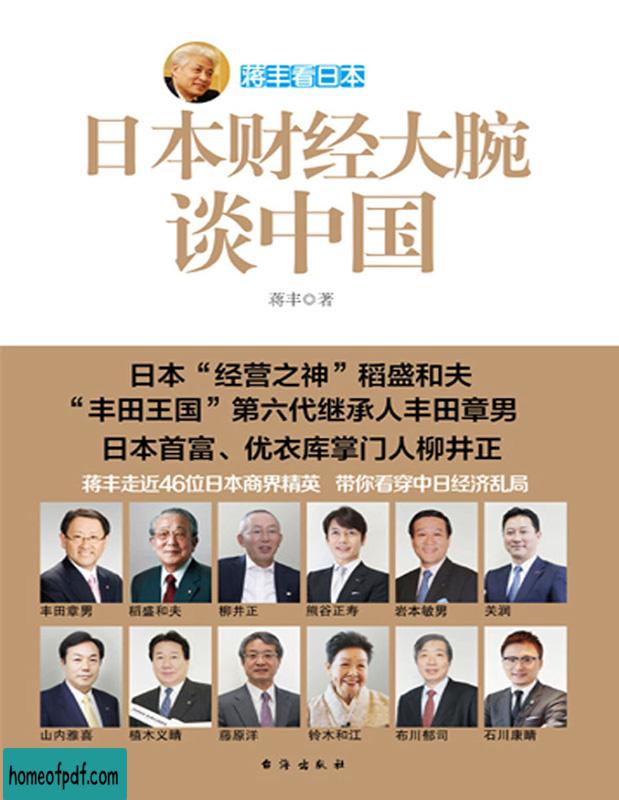 蒋丰看日本
日本财经大腕
谈中国
蒋丰◎著
日本“经营之神”稻盛和夫
“丰田王国”第六代继承人丰田章男
日本首富、优衣库掌门人柳井正
蒋丰走近46位日本商界精英 带你看穿中日经济乱局
丰田章男 稻盛和夫 柳井正 熊谷正寿 岩本敏男 关润
山内雅喜 植木义晴 藤原洋 铃木和江 布川郁司 石川康晴
台海出版社
homeofpdf.com